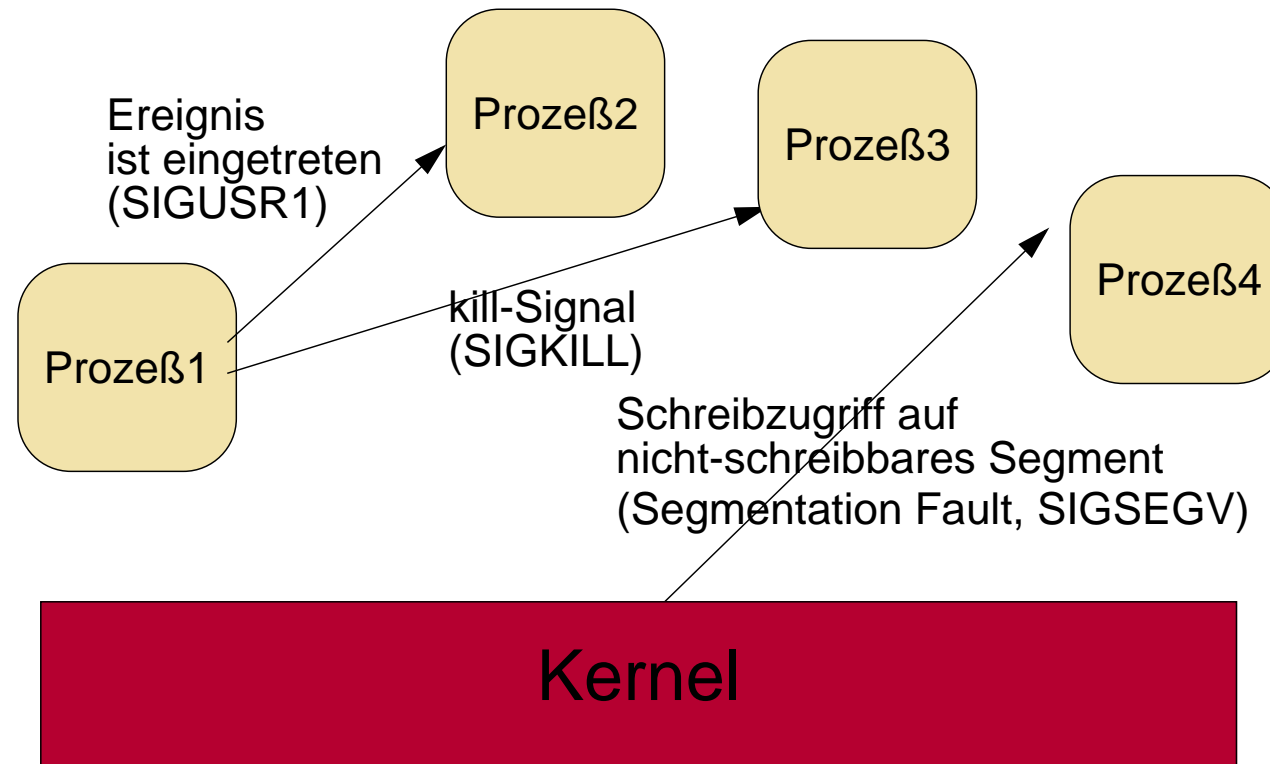 Prozeß2
Ereignis
ist eingetreten
(SIGUSR1)
Prozeß3
Prozeß4
kill-Signal
(SIGKILL)
Prozeß1
Schreibzugriff auf
nicht-schreibbares Segment
(Segmentation Fault, SIGSEGV)
Kernel